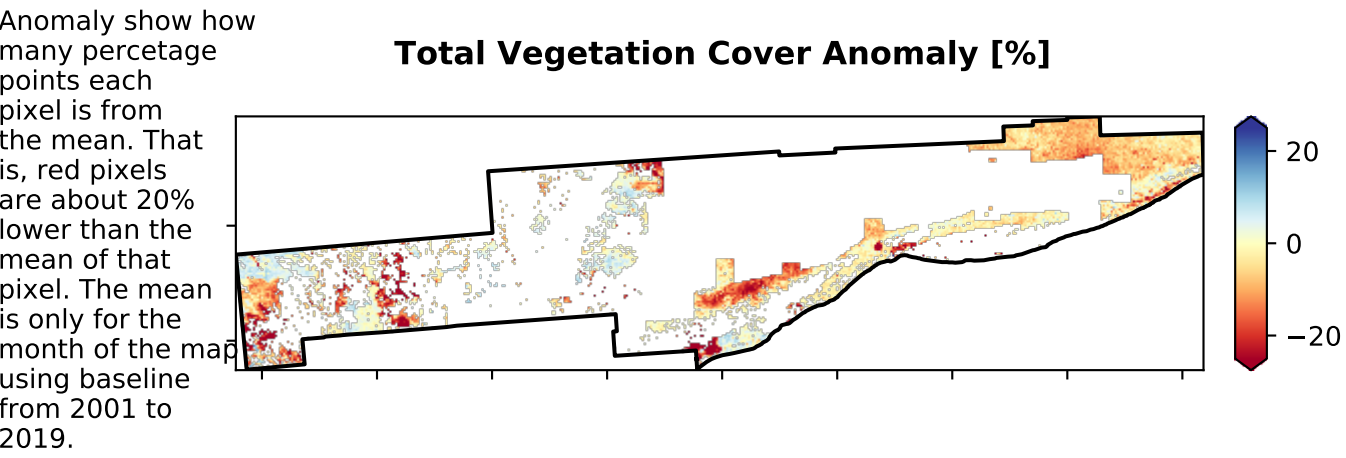 Anomaly show how
many percetage
points each
pixel is from
the mean. That
is, red pixels
are about 20%
lower than the
mean of that
pixel. The mean
is only for the
month of the map
using baseline
from 2001 to
2019.
Total Vegetation Cover Anomaly [%]
20
0
−20